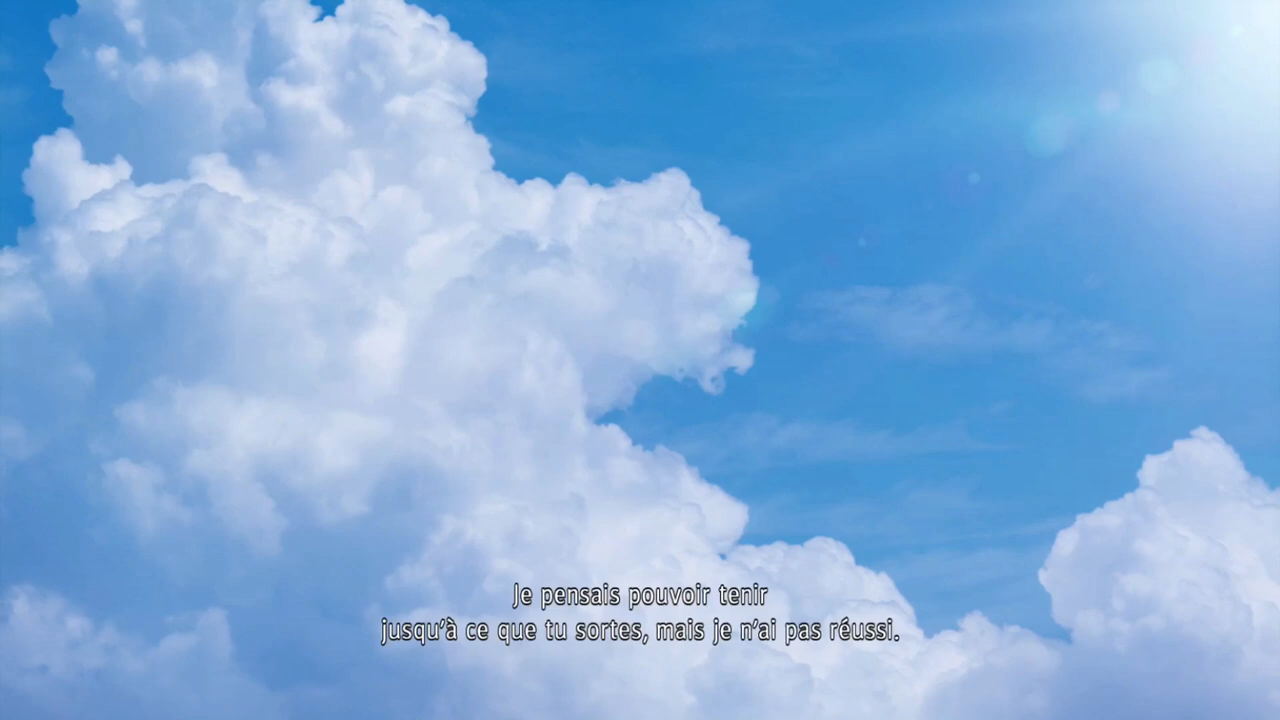 Je pensais pouvoir tenir
jusqu'à ce que tu sortes, mais je n'ai pas réussi.